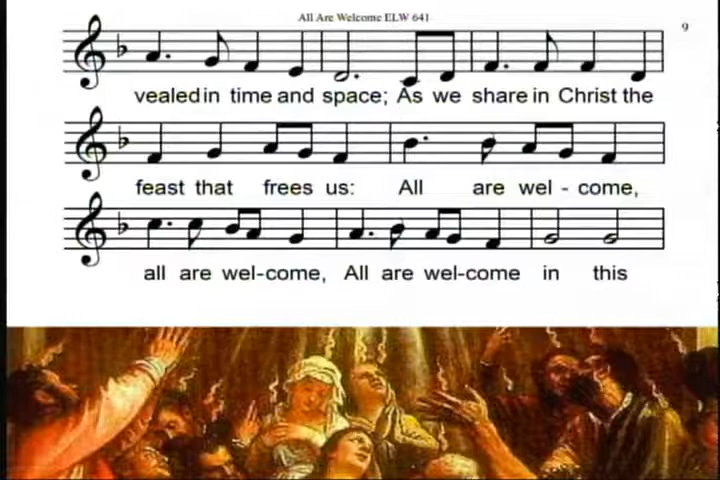 All Are Welcome ELW 641
9
vealed in time and space; As we share in Christ the
feast that frees us: All are wel - come,
all are wel-come, All are wel-come in this